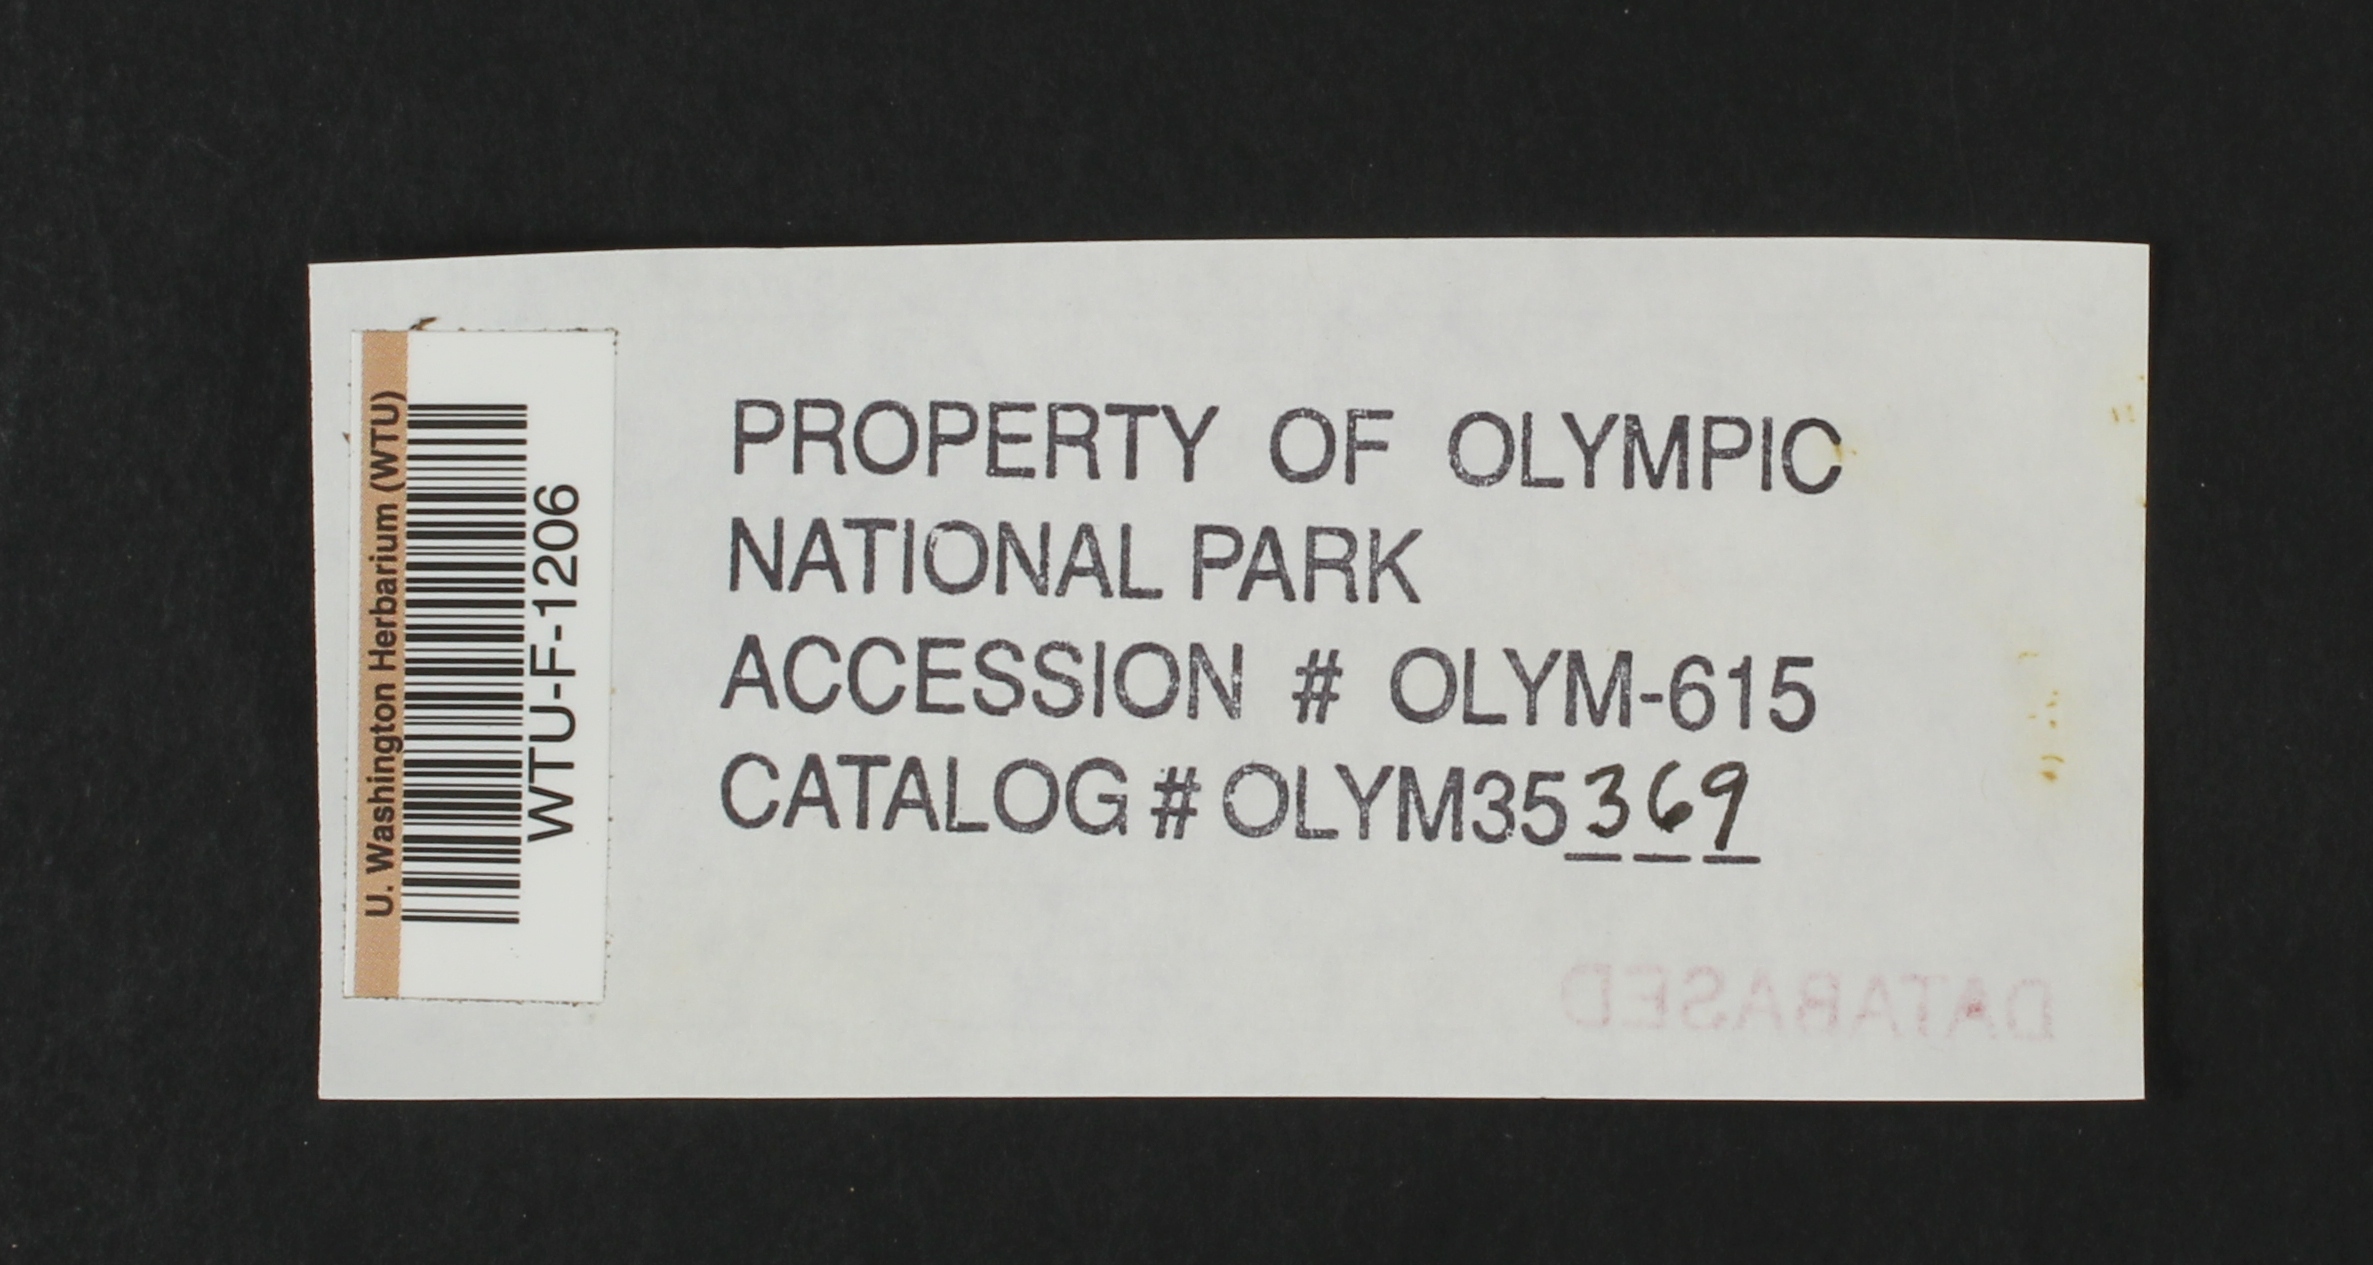 U. Washington Herbarium (WTU)
WTU-F-1206
PROPERTY OF OLYMPIC
NATIONAL PARK
ACCESSION # OLYM-615
CATALOG # OLYM35369
DATABASED